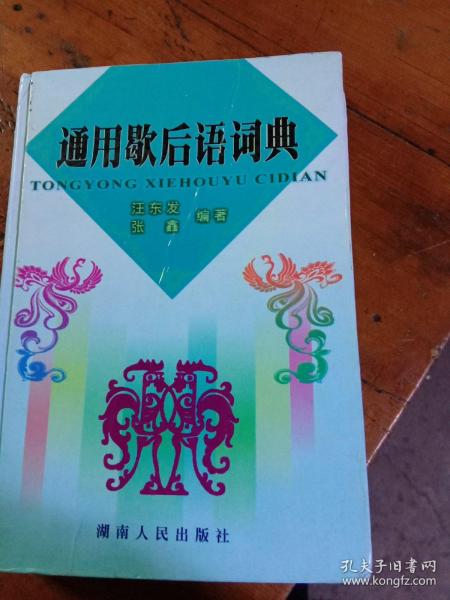 通用歇后语词典
TONGYONG XIEHOUYU CIDIAN
汪东发
张鑫 编著
湖南人民出版社
孔夫子旧书网
www.kongfz.com